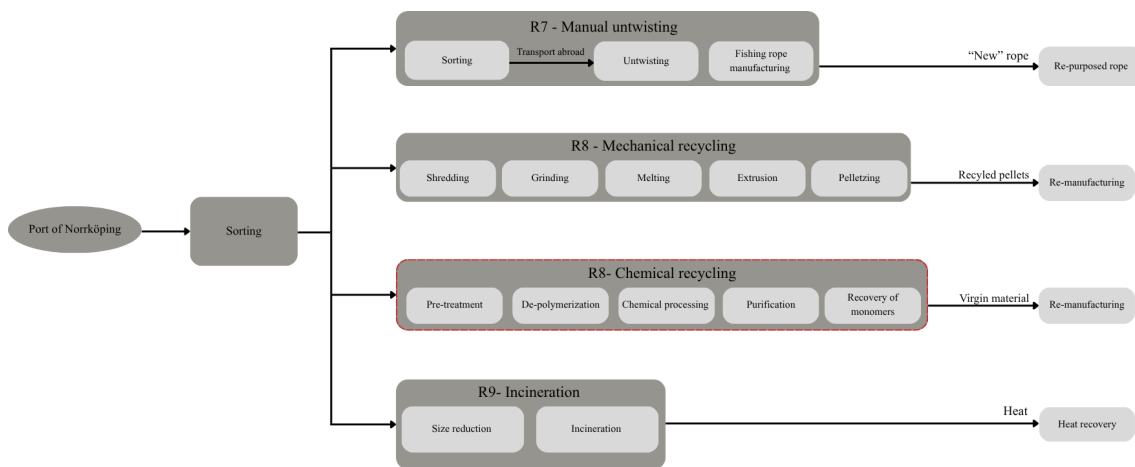 R7 - Manual untwisting
Sorting
Transport abroad
Untwisting
Fishing rope
manufacturing
“New” rope
Re-purposed rope
R8 - Mechanical recycling
Shredding
Grinding
Melting
Extrusion
Pelletzing
Recyled pellets
Re-manufacturing
Port of Norrköping
Sorting
R8- Chemical recycling
Pre-treatment
De-polymerization
Chemical processing
Purification
Recovery of
monomers
Virgin material
Re-manufacturing
R9- Incineration
Size reduction
Incineration
Heat
Heat recovery